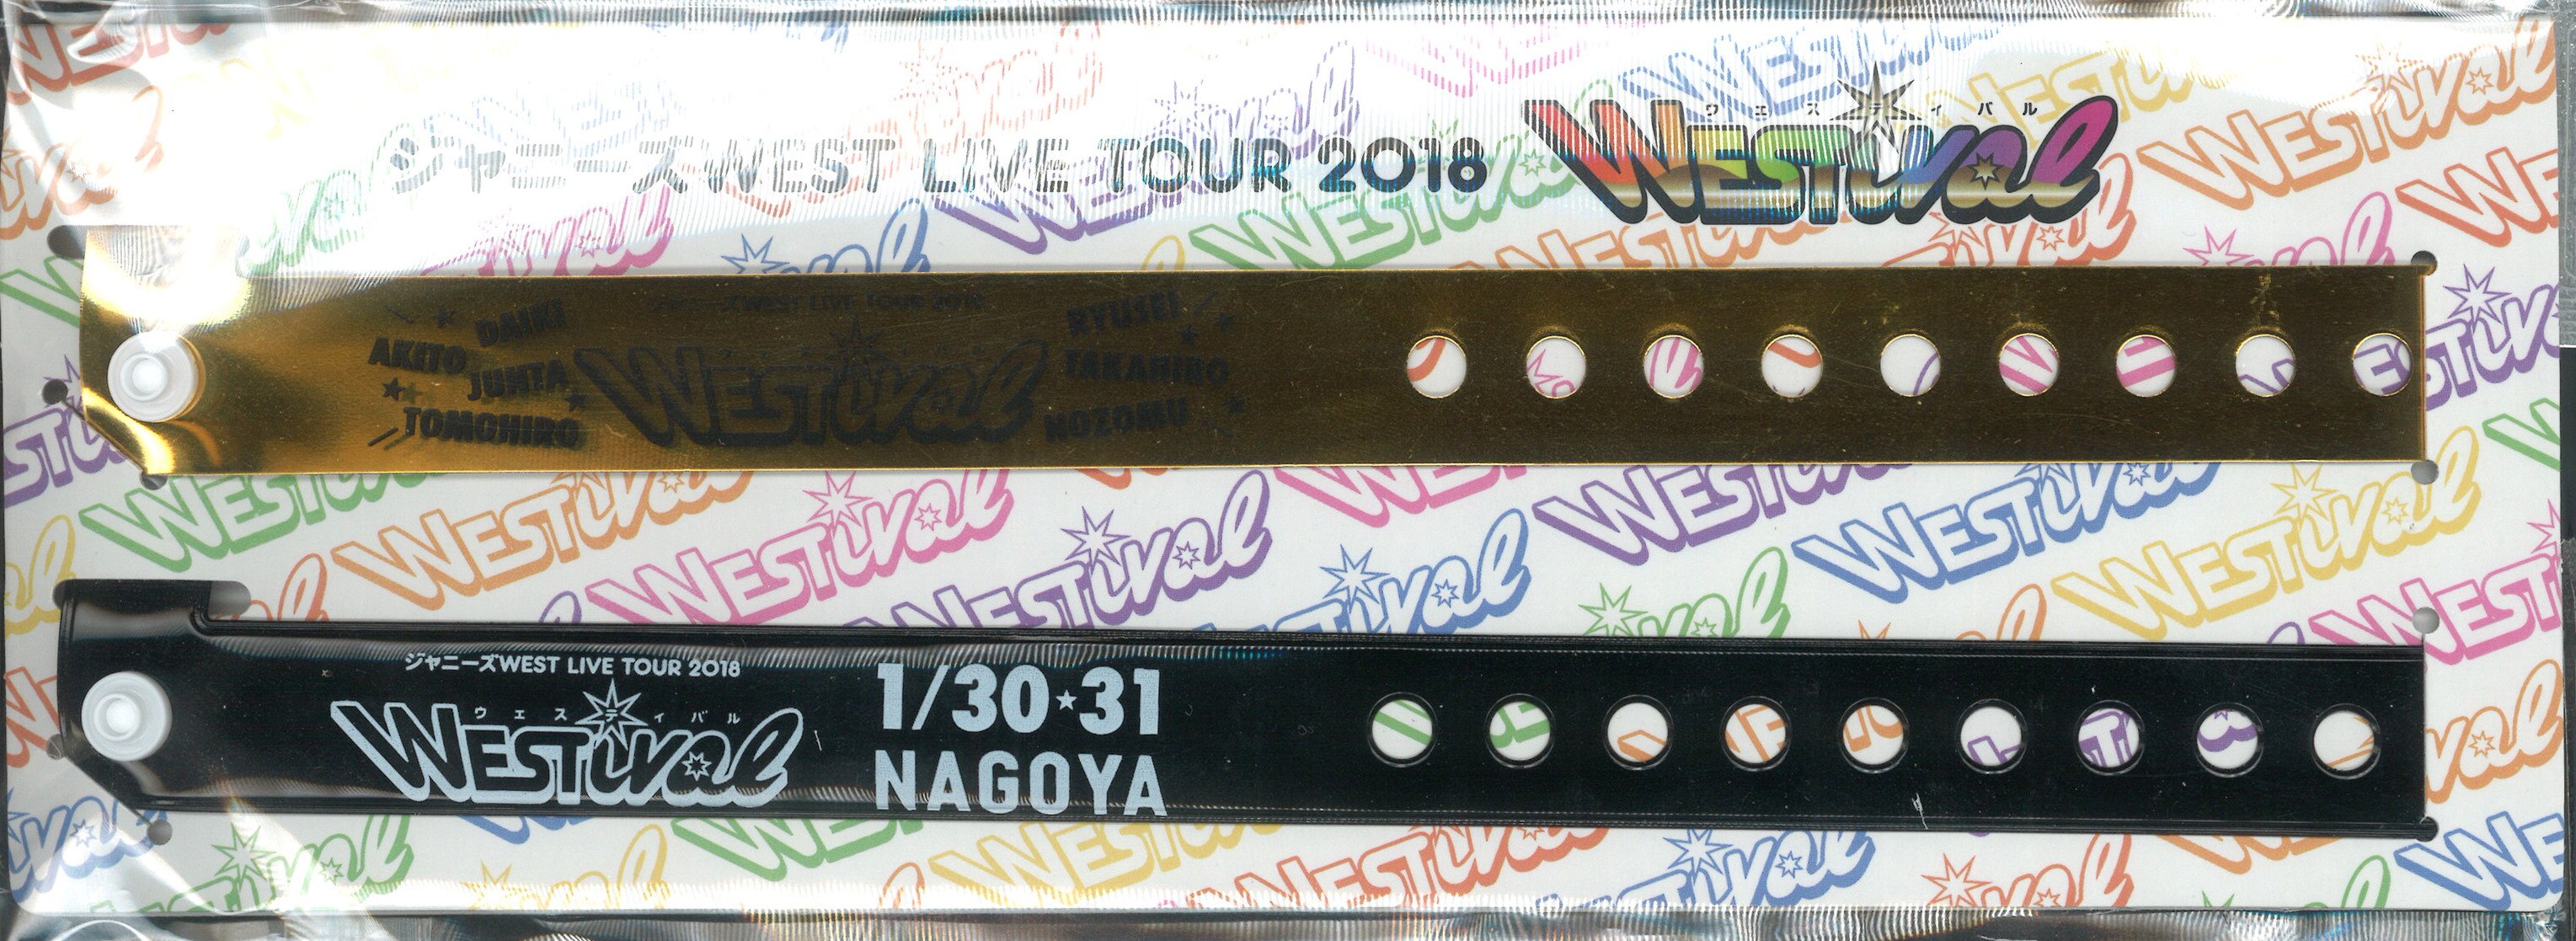 ジャニーズWEST LIVE TOUR 2018
ウエスティバル
WESTival
ジャニーズWEST LIVE TOUR 2018
DAIKI
AKITO
JUNTA
TOMOHIRO
WESTival
RYUSEI
TAKAHIRO
NOZOMU
ジャニーズWEST LIVE TOUR 2018
ウエスティバル
WESTival
1/30★31
NAGOYA